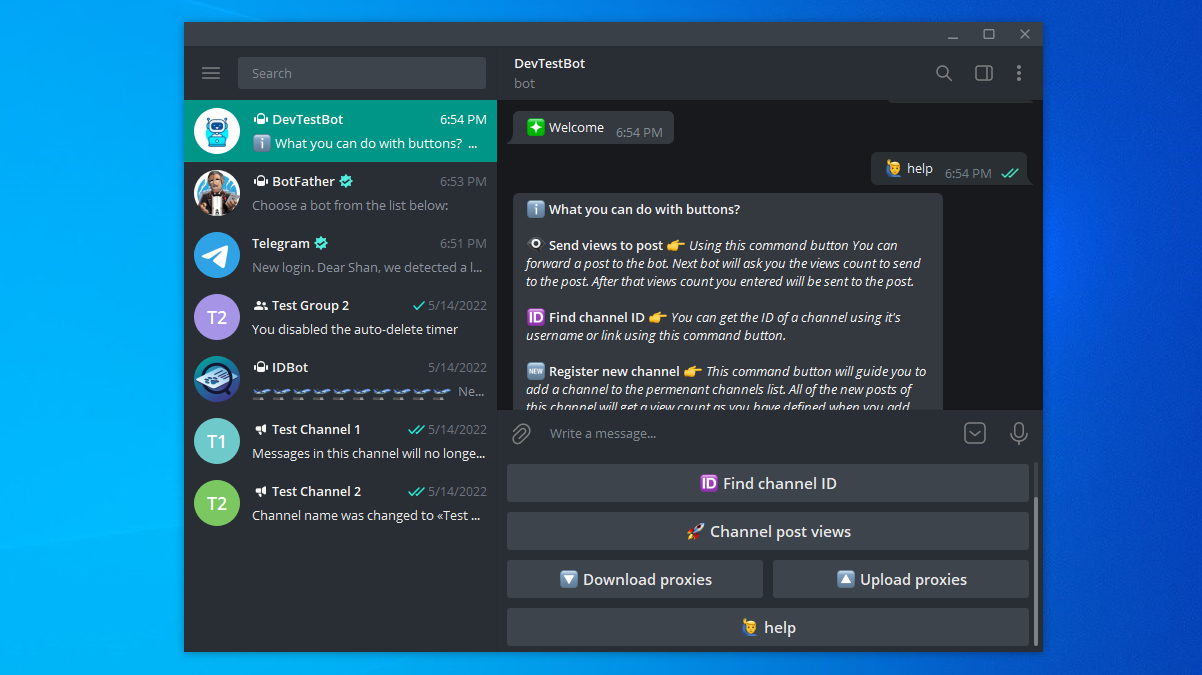 Search
DevTestBot
6:54 PM
ℹ️ What you can do with buttons? ...
BotFather
6:53 PM
Choose a bot from the list below:
Telegram
6:51 PM
New login. Dear Shan, we detected a l...
T2
Test Group 2
5/14/2022
You disabled the auto-delete timer
IDBot
5/14/2022
Ne...
T1
Test Channel 1
5/14/2022
Messages in this channel will no longe...
T2
Test Channel 2
5/14/2022
Channel name was changed to «Test ...
DevTestBot
bot
Welcome 6:54 PM
🙋‍♂️ help 6:54 PM
ℹ️ What you can do with buttons?
👁 Send views to post 👉 Using this command button You can
forward a post to the bot. Next bot will ask you the views count to send
to the post. After that views count you entered will be sent to the post.
🆔 Find channel ID 👉 You can get the ID of a channel using it's
username or link using this command button.
🆕 Register new channel 👉 This command button will guide you to
add a channel to the permenant channels list. All of the new posts of
this channel will get a view count as you have defined when you add
Write a message...
🆔 Find channel ID
🚀 Channel post views
🔽 Download proxies
🔼 Upload proxies
🙋‍♂️ help